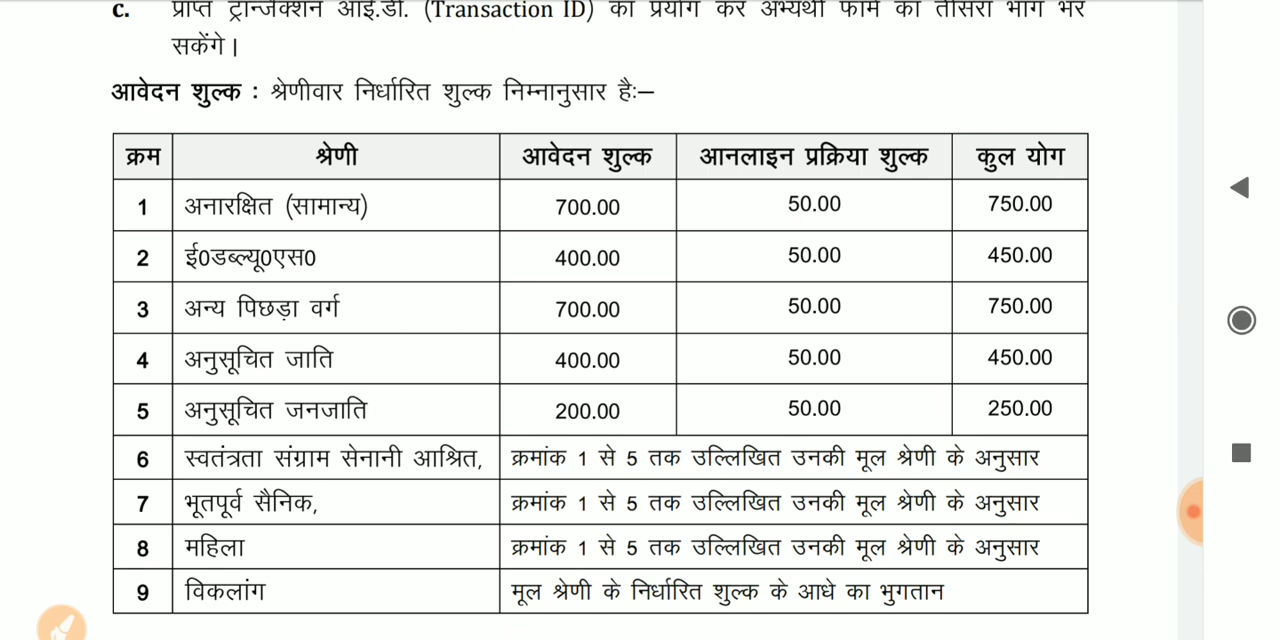 c. प्राप्त ट्रान्जेक्शन आई.डी. (Transaction ID) का प्रयोग कर अभ्यर्थी फार्म का तीसरा भाग भर
सकेंगे।
आवेदन शुल्क : श्रेणीवार निर्धारित शुल्क निम्नानुसार है:–
क्रम श्रेणी आवेदन शुल्क आनलाइन प्रक्रिया शुल्क कुल योग
1 अनारक्षित (सामान्य) 700.00 50.00 750.00
2 ई0डब्ल्यू0एस0 400.00 50.00 450.00
3 अन्य पिछड़ा वर्ग 700.00 50.00 750.00
4 अनुसूचित जाति 400.00 50.00 450.00
5 अनुसूचित जनजाति 200.00 50.00 250.00
6 स्वतंत्रता संग्राम सेनानी आश्रित, क्रमांक 1 से 5 तक उल्लिखित उनकी मूल श्रेणी के अनुसार
7 भूतपूर्व सैनिक, क्रमांक 1 से 5 तक उल्लिखित उनकी मूल श्रेणी के अनुसार
8 महिला क्रमांक 1 से 5 तक उल्लिखित उनकी मूल श्रेणी के अनुसार
9 विकलांग मूल श्रेणी के निर्धारित शुल्क के आधे का भुगतान